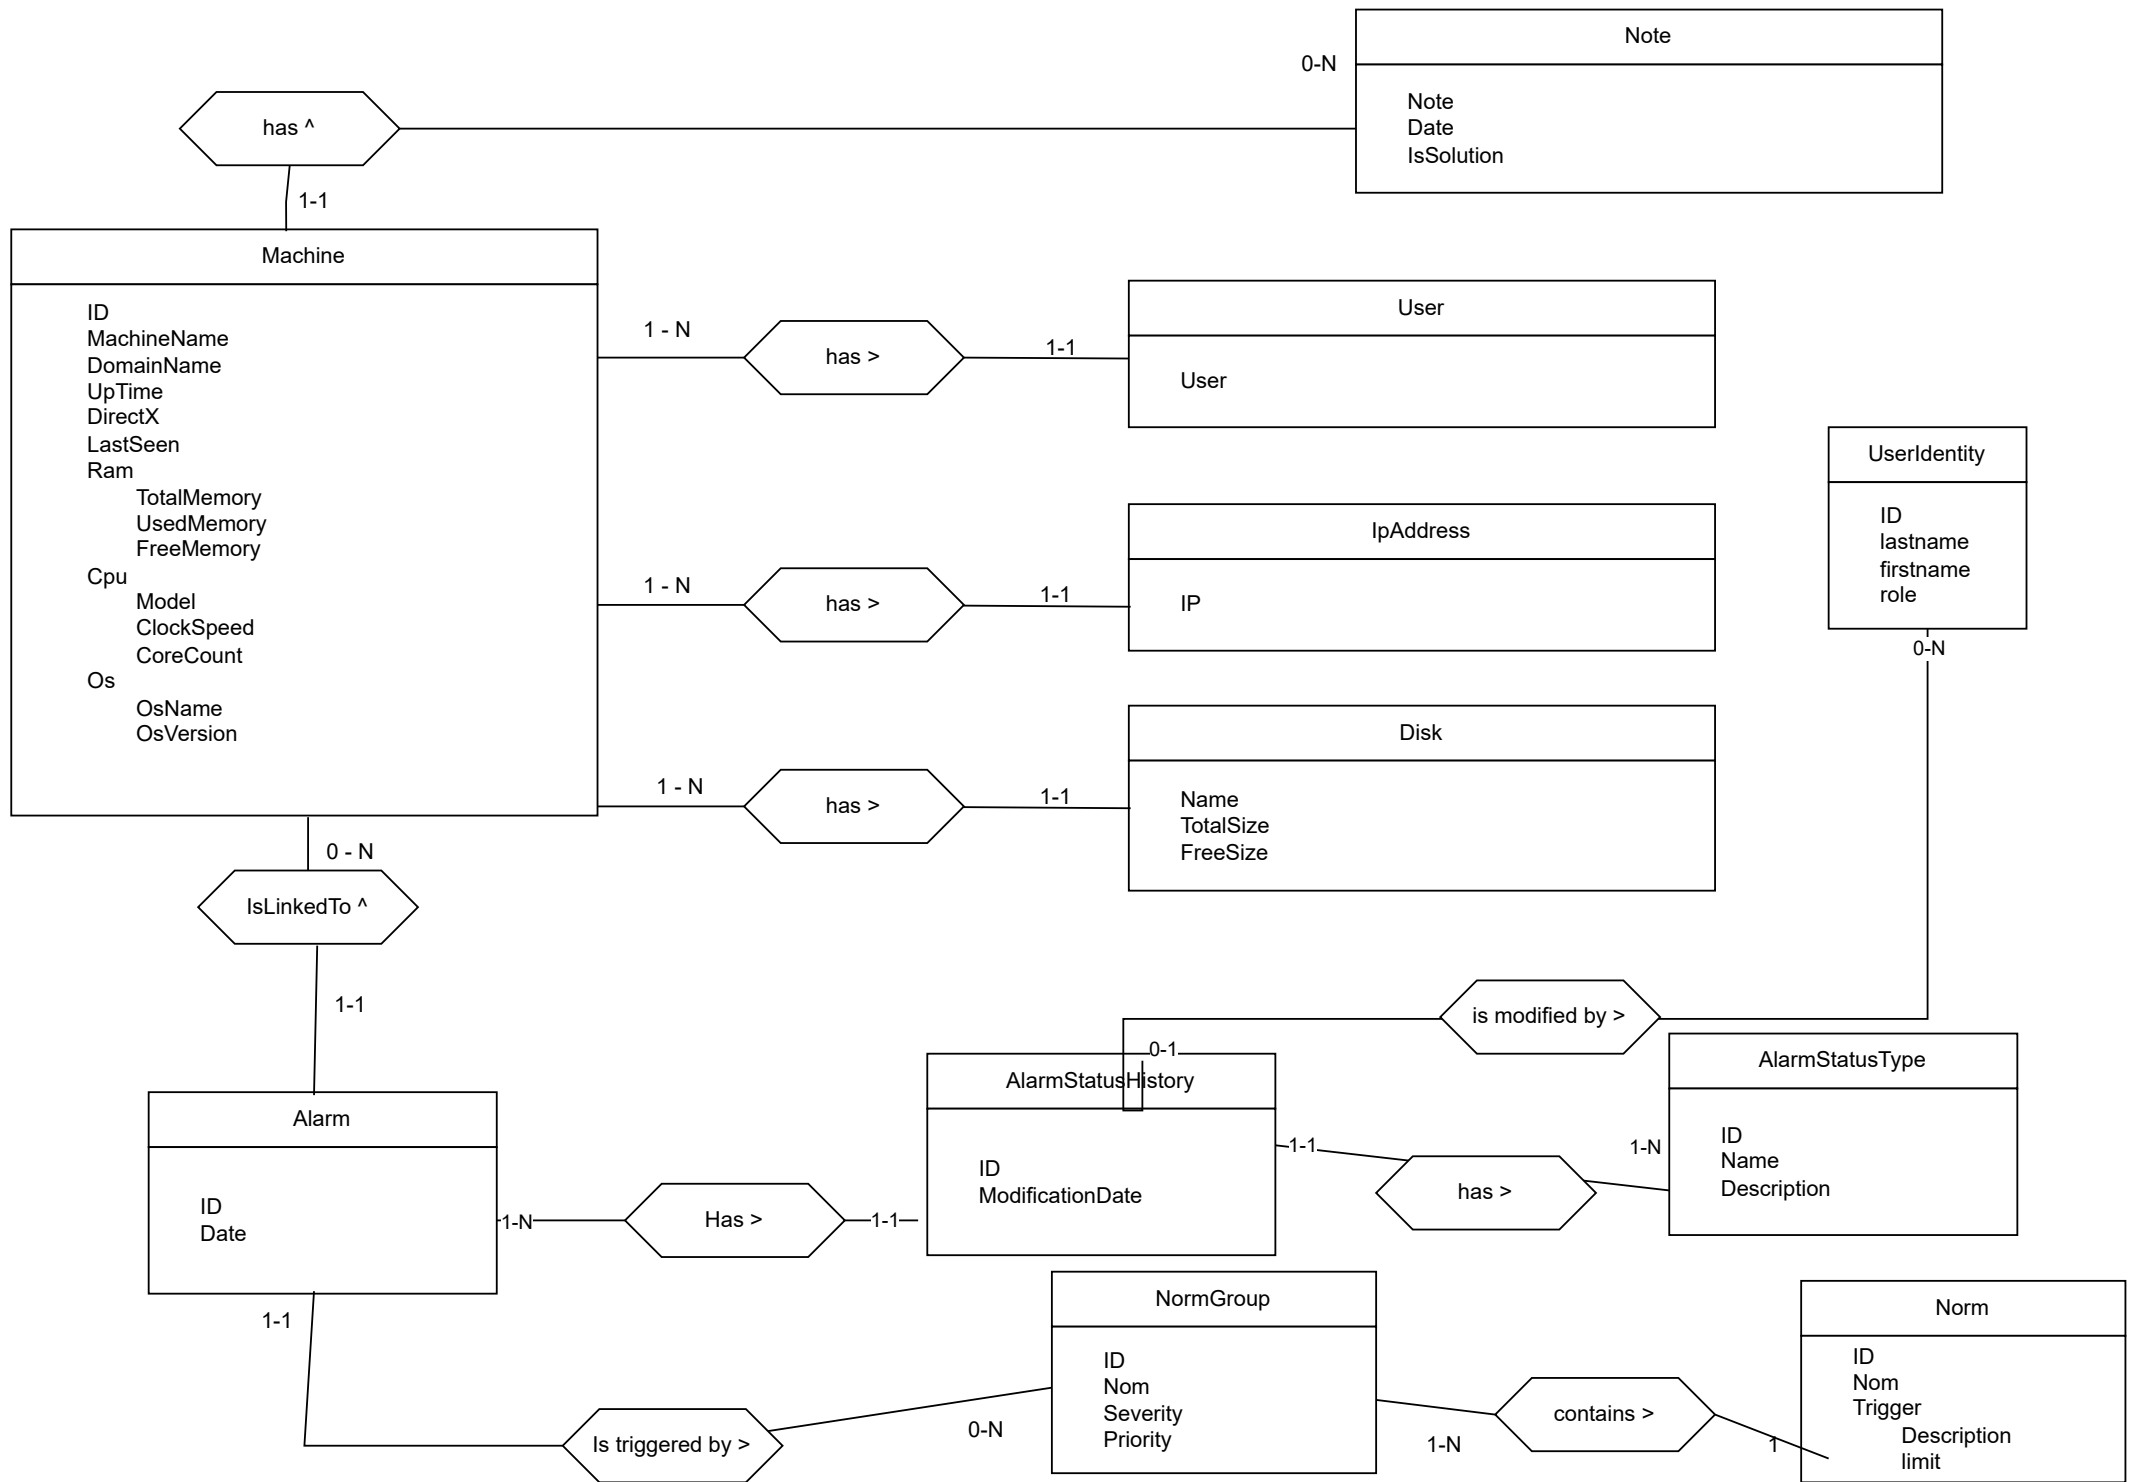 Note
0-N
Note
Date
IsSolution
has ^
1-1
Machine
ID
MachineName
DomainName
UpTime
DirectX
LastSeen
Ram
TotalMemory
UsedMemory
FreeMemory
Cpu
Model
ClockSpeed
CoreCount
Os
OsName
OsVersion
1 - N
has >
1-1
User
User
1 - N
has >
1-1
IpAddress
IP
1 - N
has >
1-1
Disk
Name
TotalSize
FreeSize
UserIdentity
ID
lastname
firstname
role
0-N
0 - N
IsLinkedTo ^
1-1
is modified by >
0-1
Alarm
ID
Date
1-N
Has >
1-1
AlarmStatusHistory
ID
ModificationDate
1-1
has >
1-N
AlarmStatusType
ID
Name
Description
1-1
Is triggered by >
0-N
NormGroup
ID
Nom
Severity
Priority
1-N
contains >
1
Norm
ID
Nom
Trigger
Description
limit